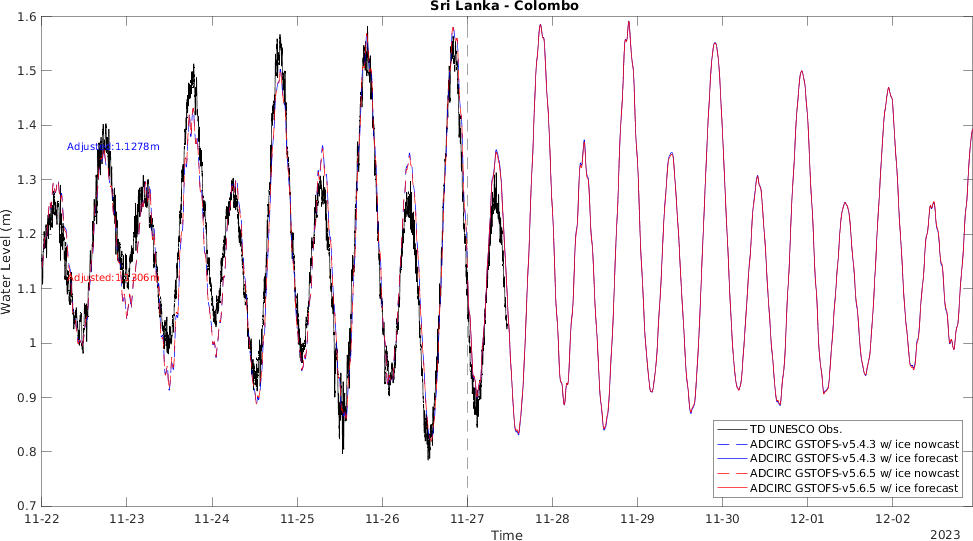 Sri Lanka - Colombo
1.6
1.5
1.4
1.3
1.2
1.1
1
0.9
0.8
0.7
Water Level (m)
Adjusted:1.1278m
TD UNESCO Obs.
ADCIRC GSTOFS-v5.4.3 w/ ice nowcast
ADCIRC GSTOFS-v5.4.3 w/ ice forecast
ADCIRC GSTOFS-v5.6.5 w/ ice nowcast
ADCIRC GSTOFS-v5.6.5 w/ ice forecast
11-22 11-23 11-24 11-25 11-26 11-27 11-28 11-29 11-30 12-01 12-02
Time
2023